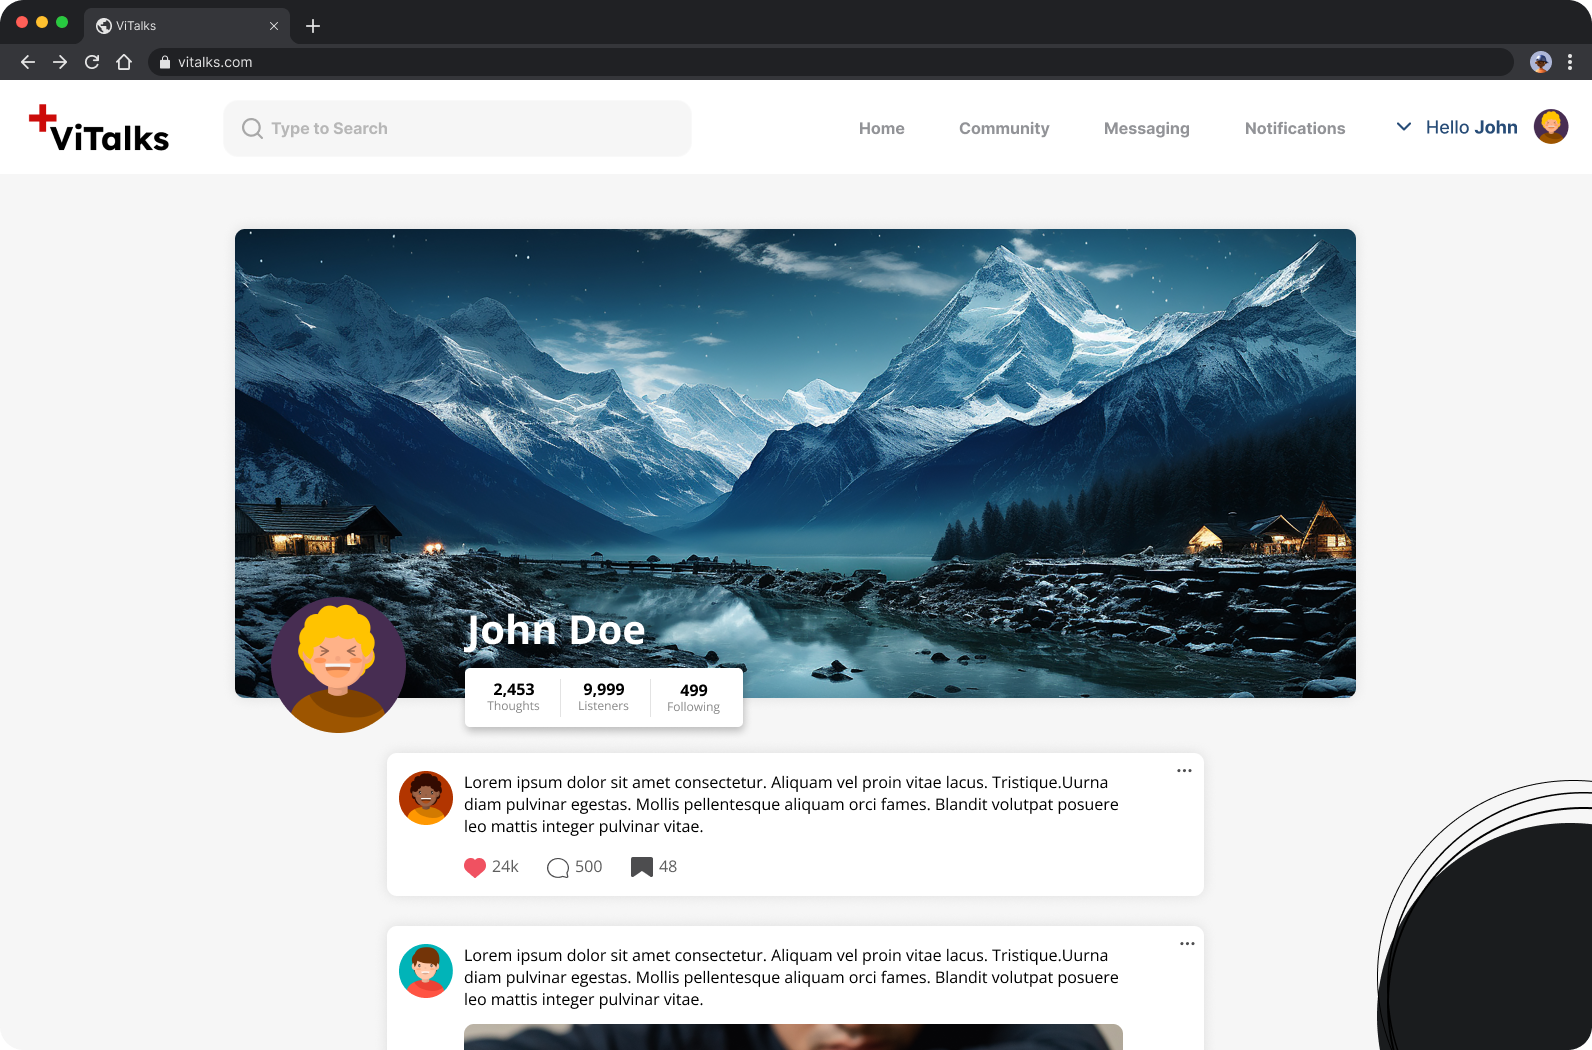 ViTalks
vitalks.com
ViTalks
Type to Search
Home
Community
Messaging
Notifications
Hello John
John Doe
2,453
Thoughts
9,999
Listeners
499
Following
Lorem ipsum dolor sit amet consectetur. Aliquam vel proin vitae lacus. Tristique.Uurna
diam pulvinar egestas. Mollis pellentesque aliquam orci fames. Blandit volutpat posuere
leo mattis integer pulvinar vitae.
24k
500
48
Lorem ipsum dolor sit amet consectetur. Aliquam vel proin vitae lacus. Tristique.Uurna
diam pulvinar egestas. Mollis pellentesque aliquam orci fames. Blandit volutpat posuere
leo mattis integer pulvinar vitae.